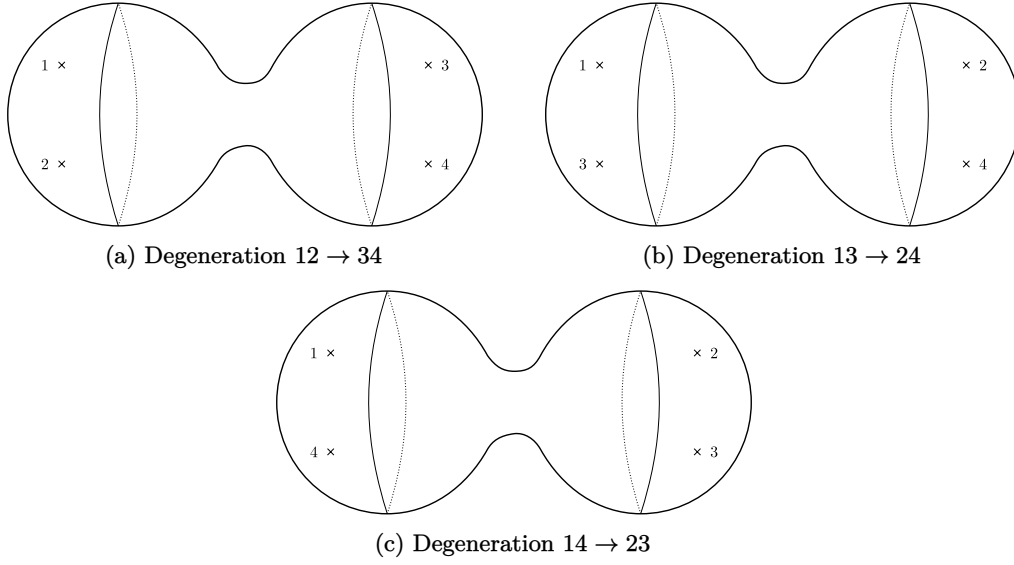 1 × × 3 1 × × 2
2 × × 4 3 × × 4
(a) Degeneration 12 → 34 (b) Degeneration 13 → 24
1 × × 2
4 × × 3
(c) Degeneration 14 → 23